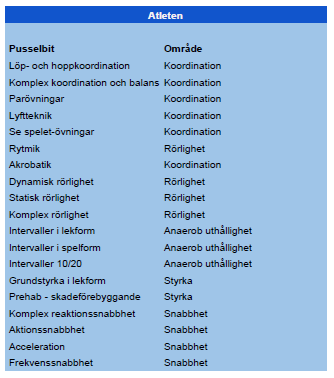 Atleten
Pusselbit Område
Löp- och hoppkoordination Koordination
Komplex koordination och balans Koordination
Parövningar Koordination
Lyftteknik Koordination
Se spelet-övningar Koordination
Rytmik Rörlighet
Akrobatik Koordination
Dynamisk rörlighet Rörlighet
Statisk rörlighet Rörlighet
Komplex rörlighet Rörlighet
Intervaller i lekform Anaerob uthållighet
Intervaller i spelform Anaerob uthållighet
Intervaller 10/20 Anaerob uthållighet
Grundstyrka i lekform Styrka
Prehab - skadeförebyggande Styrka
Komplex reaktionssnabbhet Snabbhet
Aktionssnabbhet Snabbhet
Acceleration Snabbhet
Frekvenssnabbhet Snabbhet